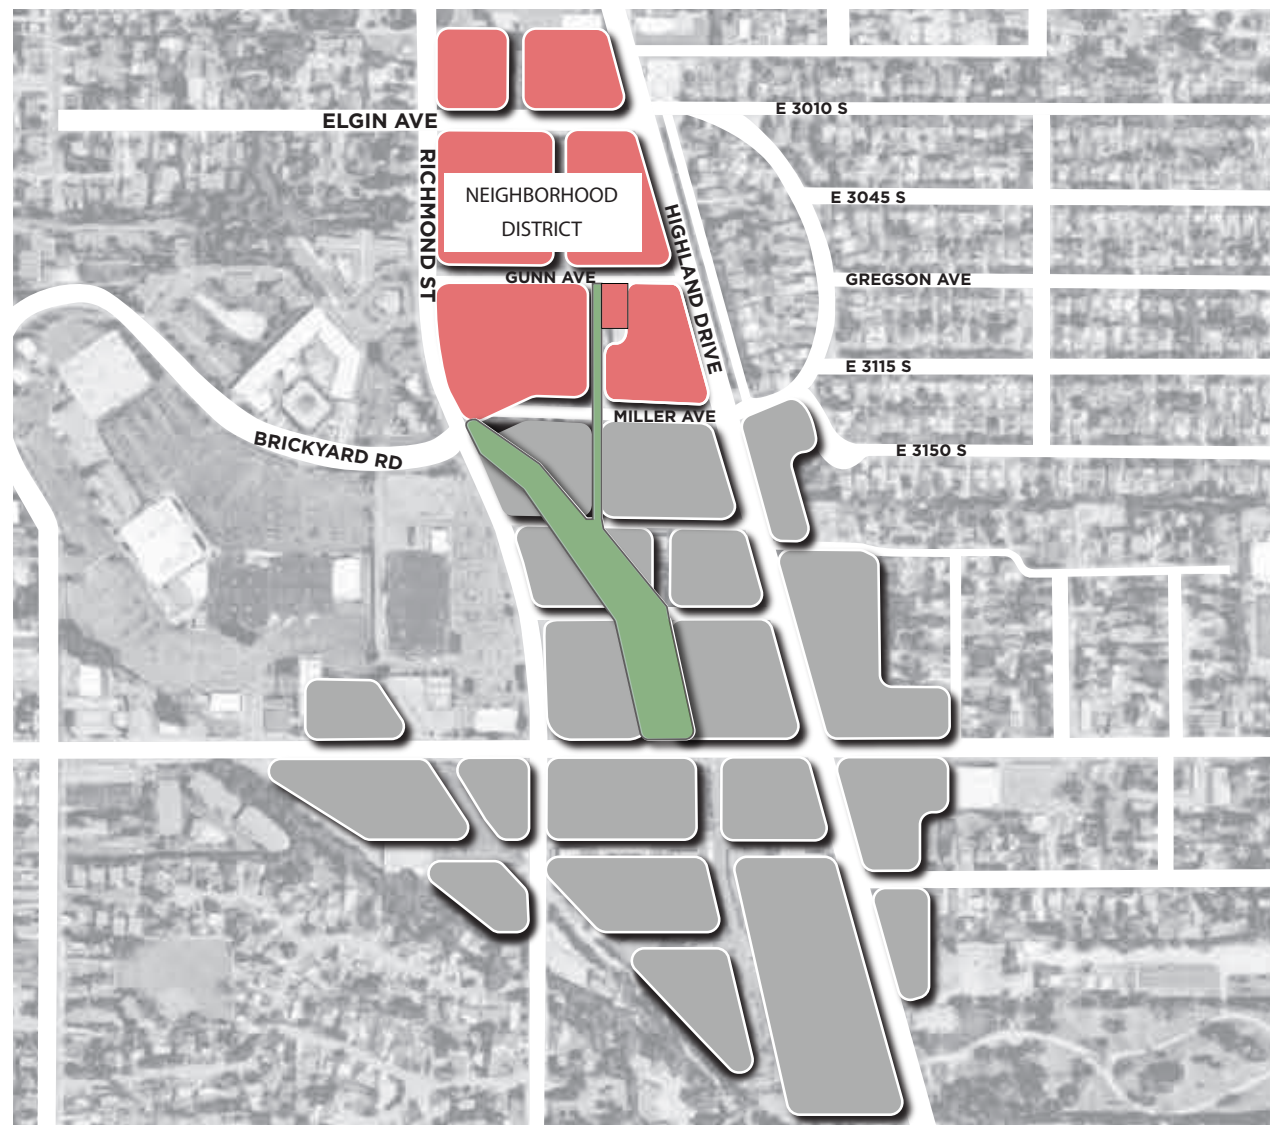 E 3010 S
ELGIN AVE
RICHMOND ST
NEIGHBORHOOD
DISTRICT
E 3045 S
HIGHLAND DRIVE
GUNN AVE
GREGSON AVE
E 3115 S
MILLER AVE
BRICKYARD RD
E 3150 S